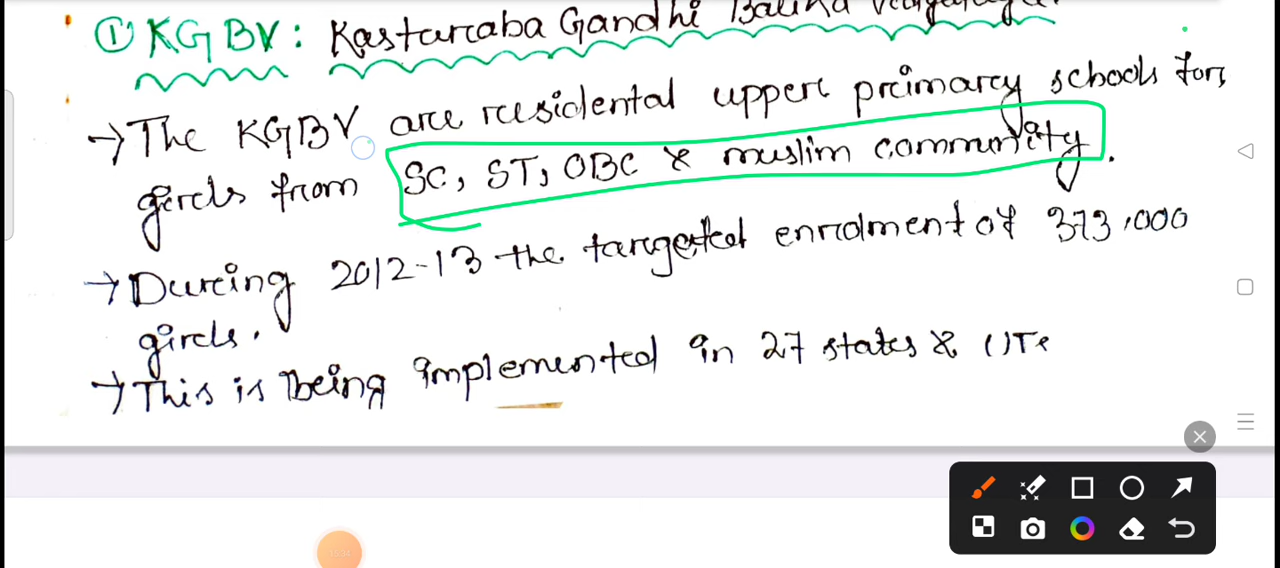 ① KGBV : Kasturaba Gandhi Balika
→ The KGBV are residental upper primary schools for
girls from SC, ST, OBC & muslim community.
→ During 2012-13 the targeted enrolment of 373,000
girls.
→ This is being implemented in 27 states & UTs